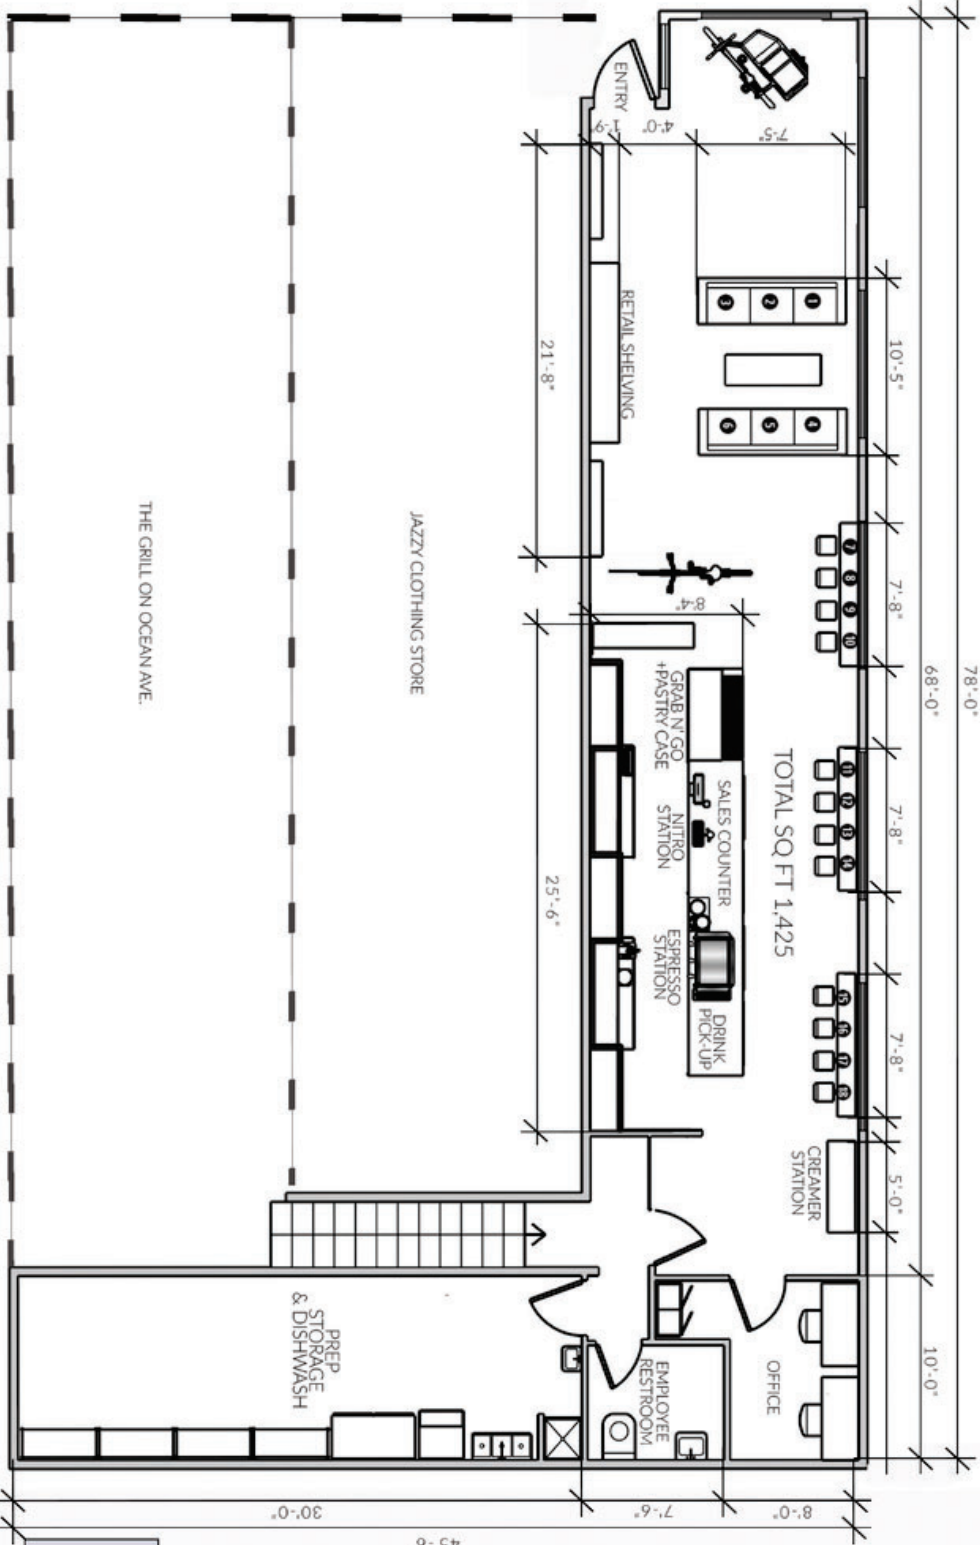 ENTRY
1'-9"
4'-0"
7'-5"
1
2
3
4
5
6
RETAIL SHELVING
21'-8"
10'-5"
78'-0"
68'-0"
7
8
9
10
7'-8"
8'-4"
THE GRILL ON OCEAN AVE.
JAZZY CLOTHING STORE
GRAB N' GO
+PASTRY CASE
SALES COUNTER
NITRO
STATION
TOTAL SQ FT 1,425
11
12
13
14
7'-8"
25'-6"
ESPRESSO
STATION
DRINK
PICK-UP
15
16
17
18
7'-8"
CREAMER
STATION
5'-0"
PREP
STORAGE
& DISHWASH
EMPLOYEE
RESTROOM
OFFICE
10'-0"
30'-0"
7'-6"
8'-0"